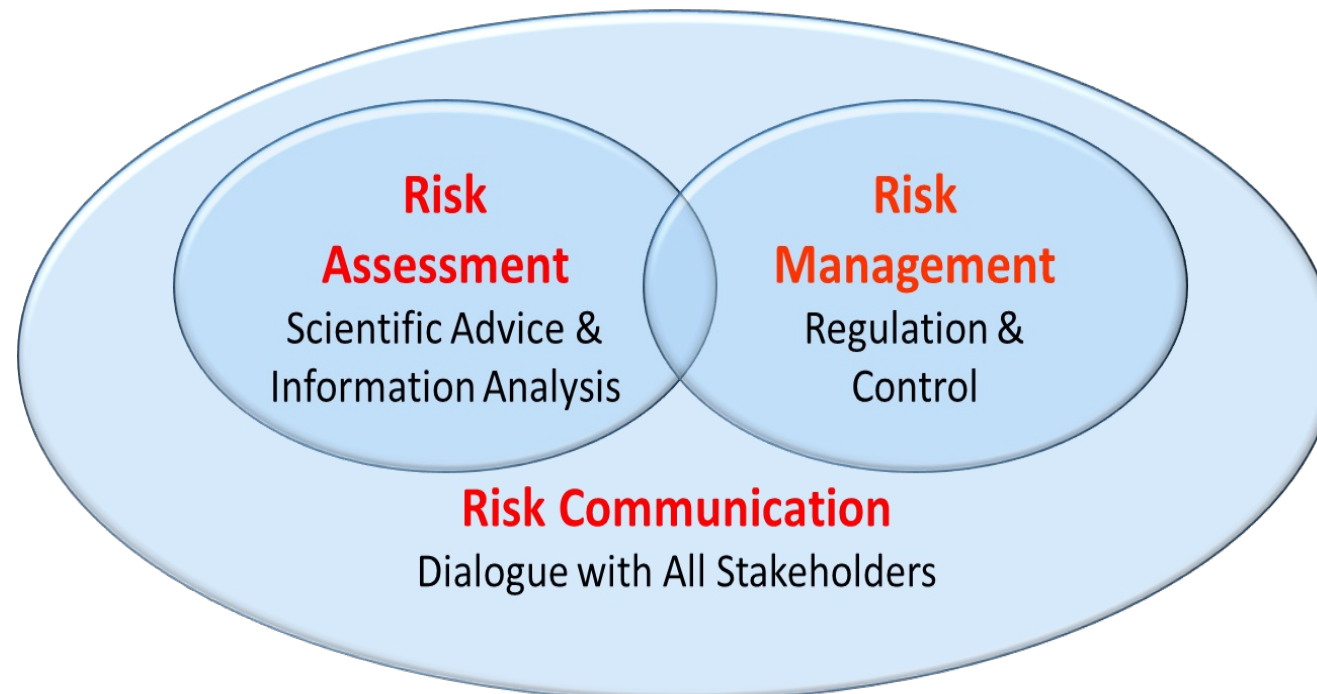 Risk
Assessment
Scientific Advice &
Information Analysis
Risk
Management
Regulation &
Control
Risk Communication
Dialogue with All Stakeholders